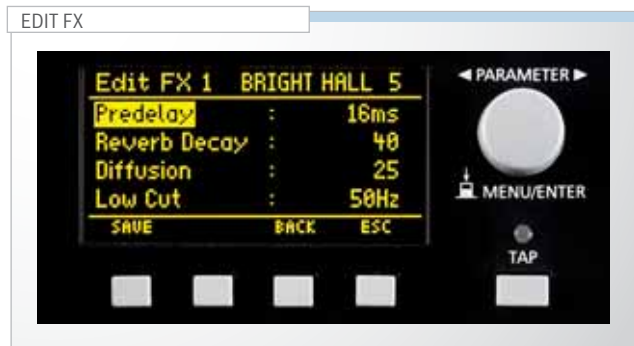 EDIT FX
Edit FX 1 BRIGHT HALL 5
Predelay : 16ms
Reverb Decay : 40
Diffusion : 25
Low Cut : 50Hz
SAVE BACK ESC
◄ PARAMETER ►
MENU/ENTER
TAP